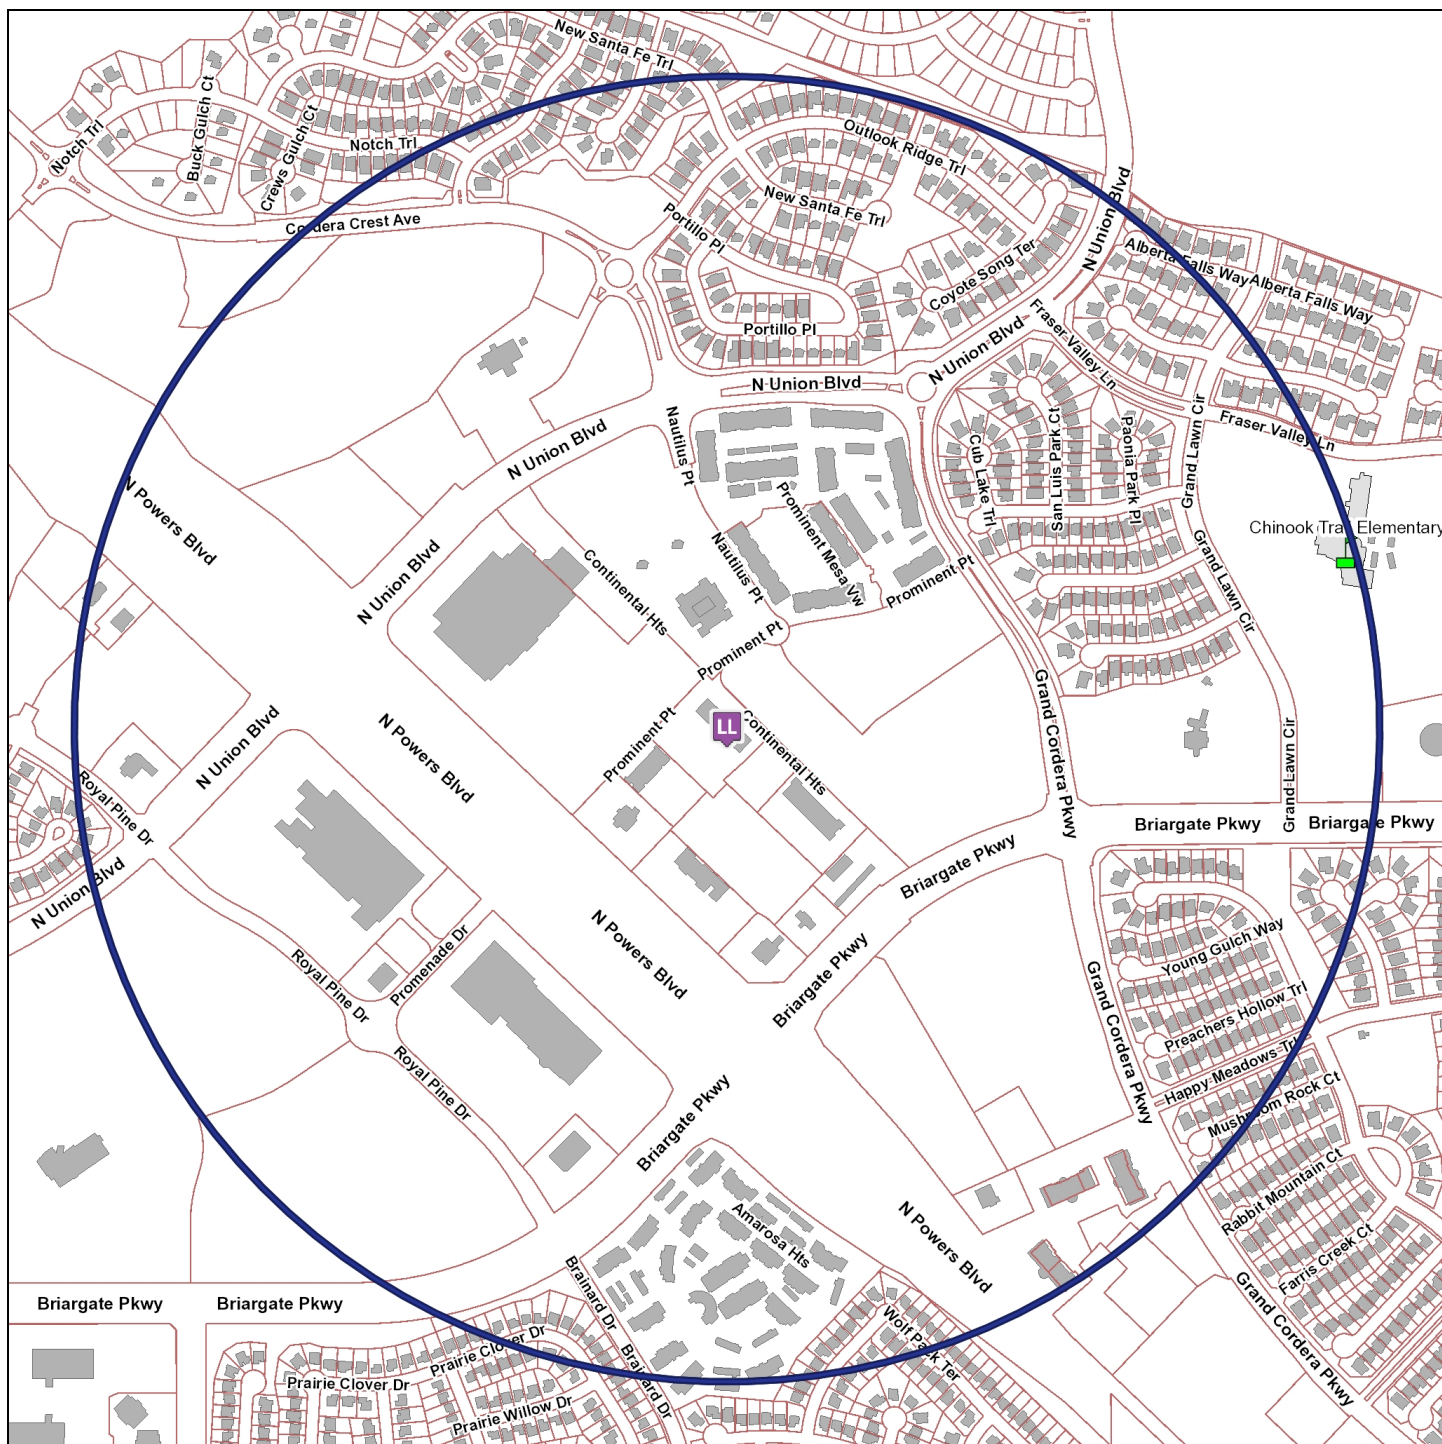 New Santa Fe Trl
Buck Gulch Ct
Notch Trl
Crews Gulch Ct
Notch Trl
Outlook Ridge Trl
New Santa Fe Trl
N Union Blvd
Cordera Crest Ave
Portillo Pl
Alberta Falls Way
Alberta Falls Way
Coyote Song Ter
Portillo Pl
N Union Blvd
Fraser Valley Ln
N Union Blvd
Nautilus Pt
N Union Blvd
Cub Lake Trl
San Luis Park Ct
Paonia Park Pl
Grand Lawn Cir
Fraser Valley Ln
N Powers Blvd
Prominent Mesa Vw
Chinook Trail Elementary
N Union Blvd
Continental Hts
Nautilus Pt
Prominent Pt
Grand Lawn Cir
Prominent Pt
N Union Blvd
N Powers Blvd
Prominent Pt
LL
Continental Hts
Grand Cordera Pkwy
Grand Lawn Cir
Royal Pine Dr
Briargate Pkwy
Briargate Pkwy
N Union Blvd
Briargate Pkwy
Royal Pine Dr
Promenade Dr
N Powers Blvd
Briargate Pkwy
Young Gulch Way
Grand Cordera Pkwy
Preachers Hollow Trl
Happy Meadows Trl
Royal Pine Dr
Mushroom Rock Ct
Briargate Pkwy
Rabbit Mountain Ct
Amarosa Hts
N Powers Blvd
Farris Creek Ct
Briargate Pkwy
Briargate Pkwy
Brainard Dr
Grand Cordera Pkwy
Prairie Clover Dr
Wolf Pack Ter
Prairie Clover Dr
Brainard Dr
Prairie Willow Dr